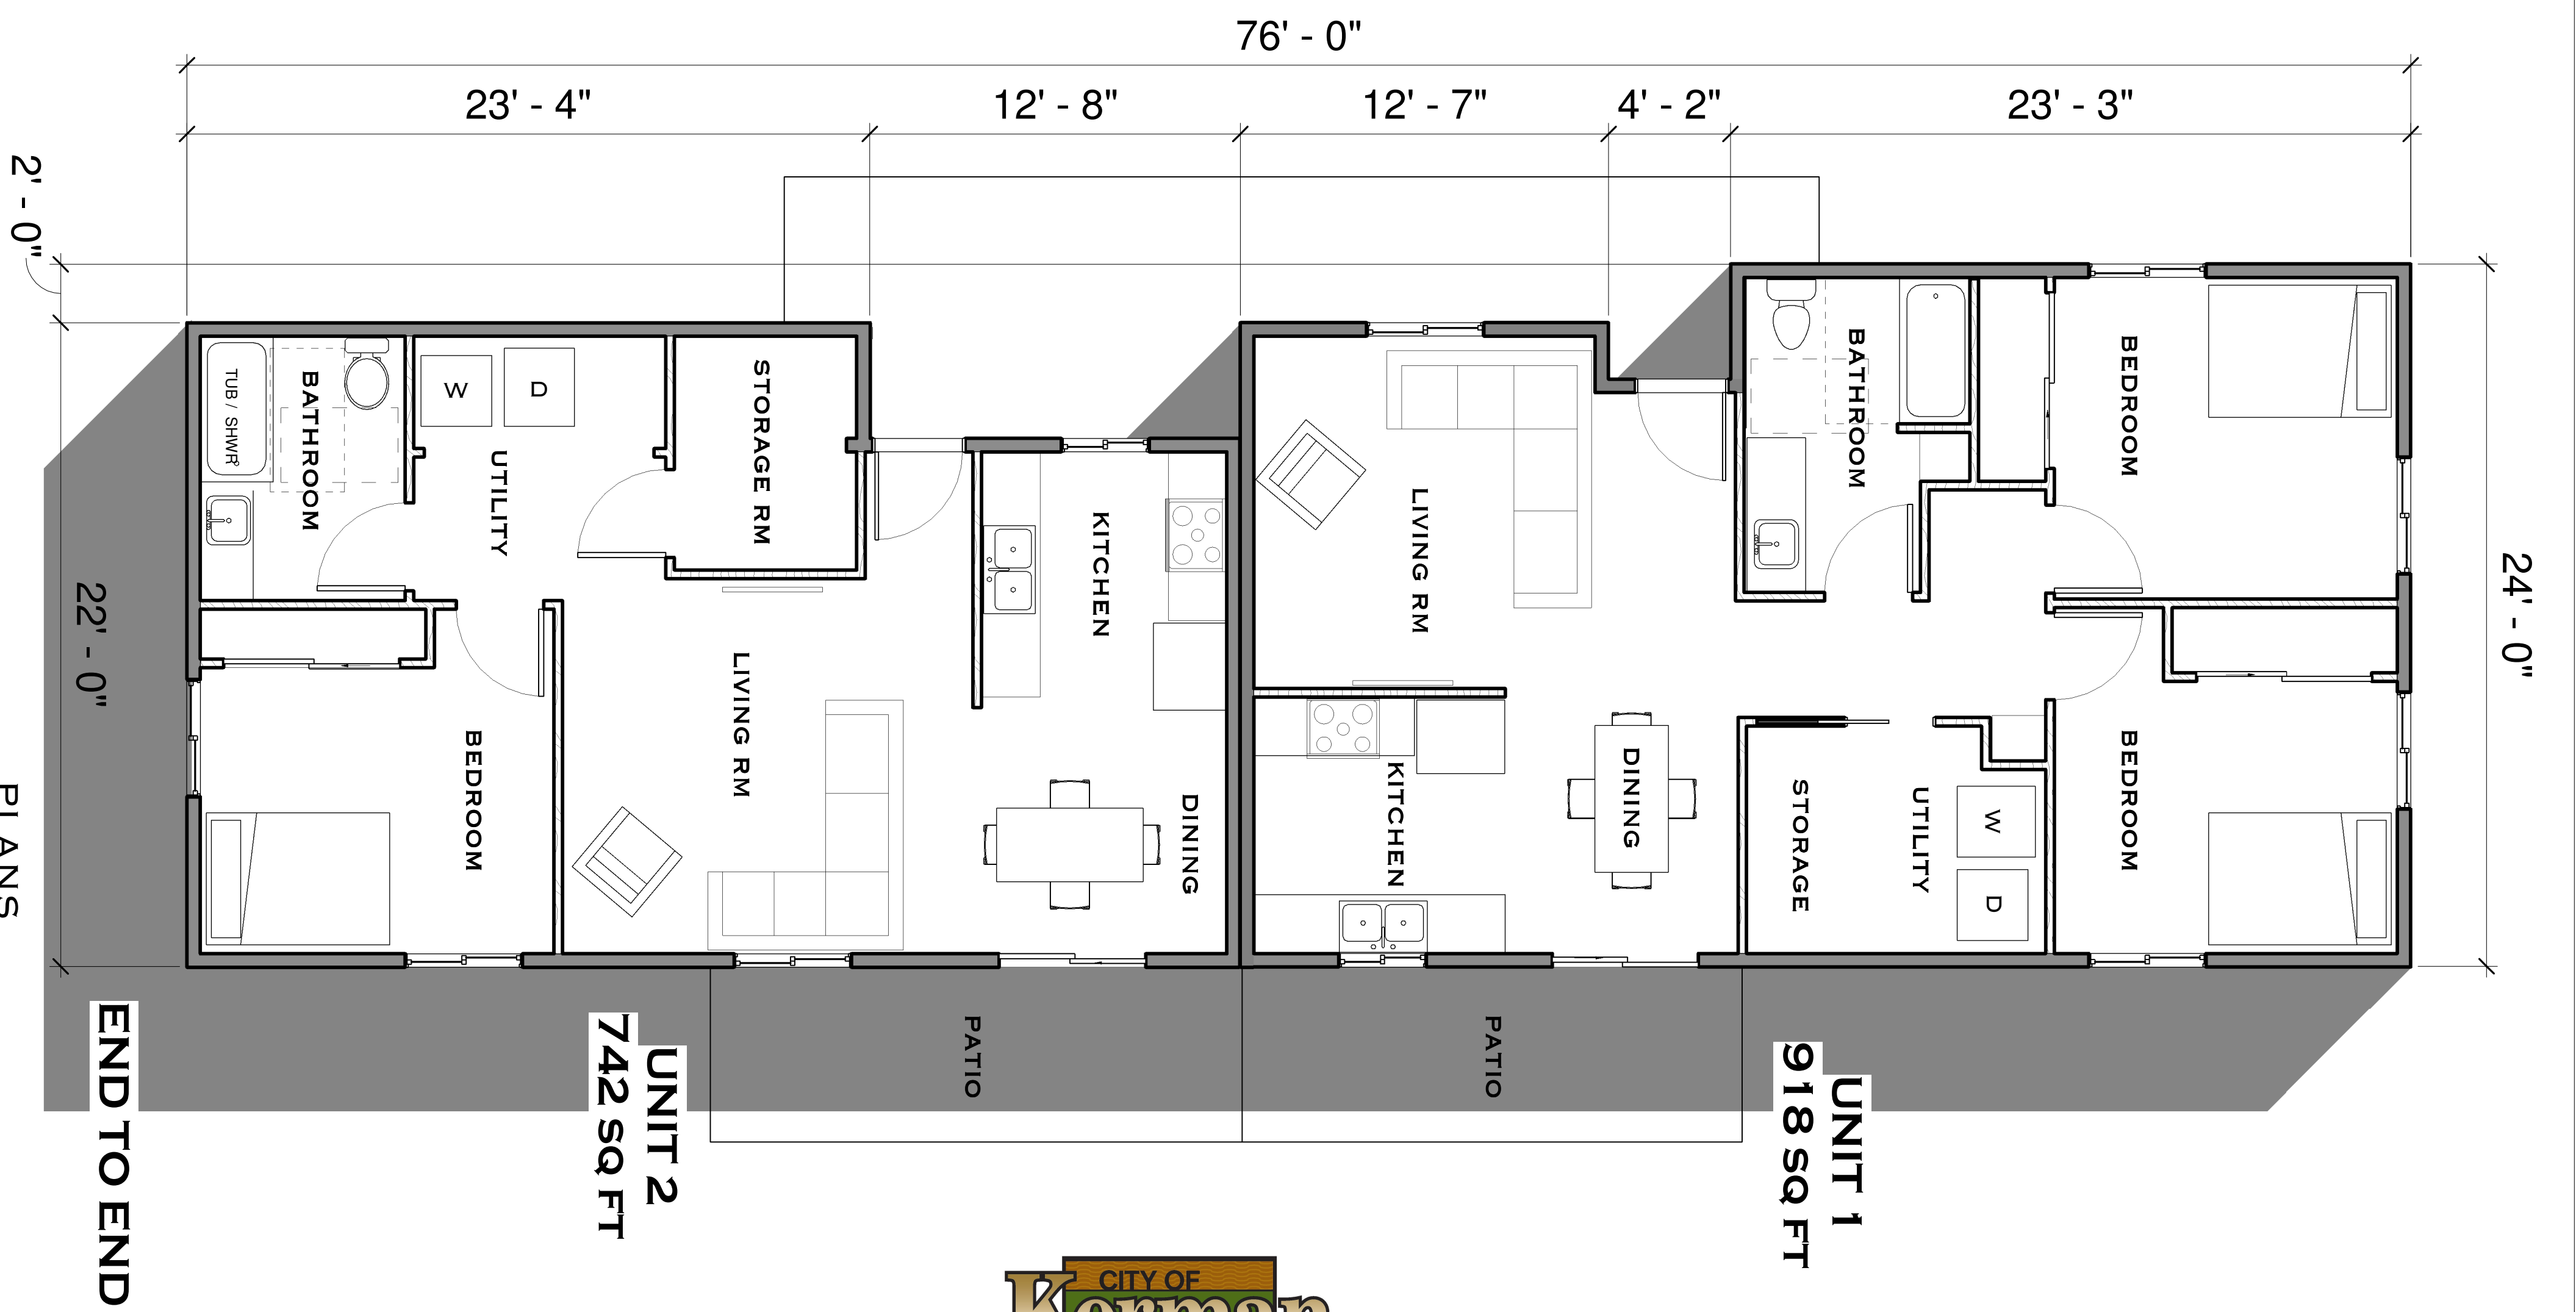 76' - 0"
23' - 4"
12' - 8"
12' - 7"
4' - 2"
23' - 3"
2' - 0"
22' - 0"
24' - 0"
TUB / SHWR
BATHROOM
W
D
UTILITY
STORAGE RM
KITCHEN
LIVING RM
BEDROOM
DINING
LIVING RM
KITCHEN
DINING
BATHROOM
BEDROOM
STORAGE
UTILITY
W
D
BEDROOM
PATIO
PATIO
UNIT 2
742 SQ FT
UNIT 1
918 SQ FT
END TO END
PLANS
CITY OF
Kerman